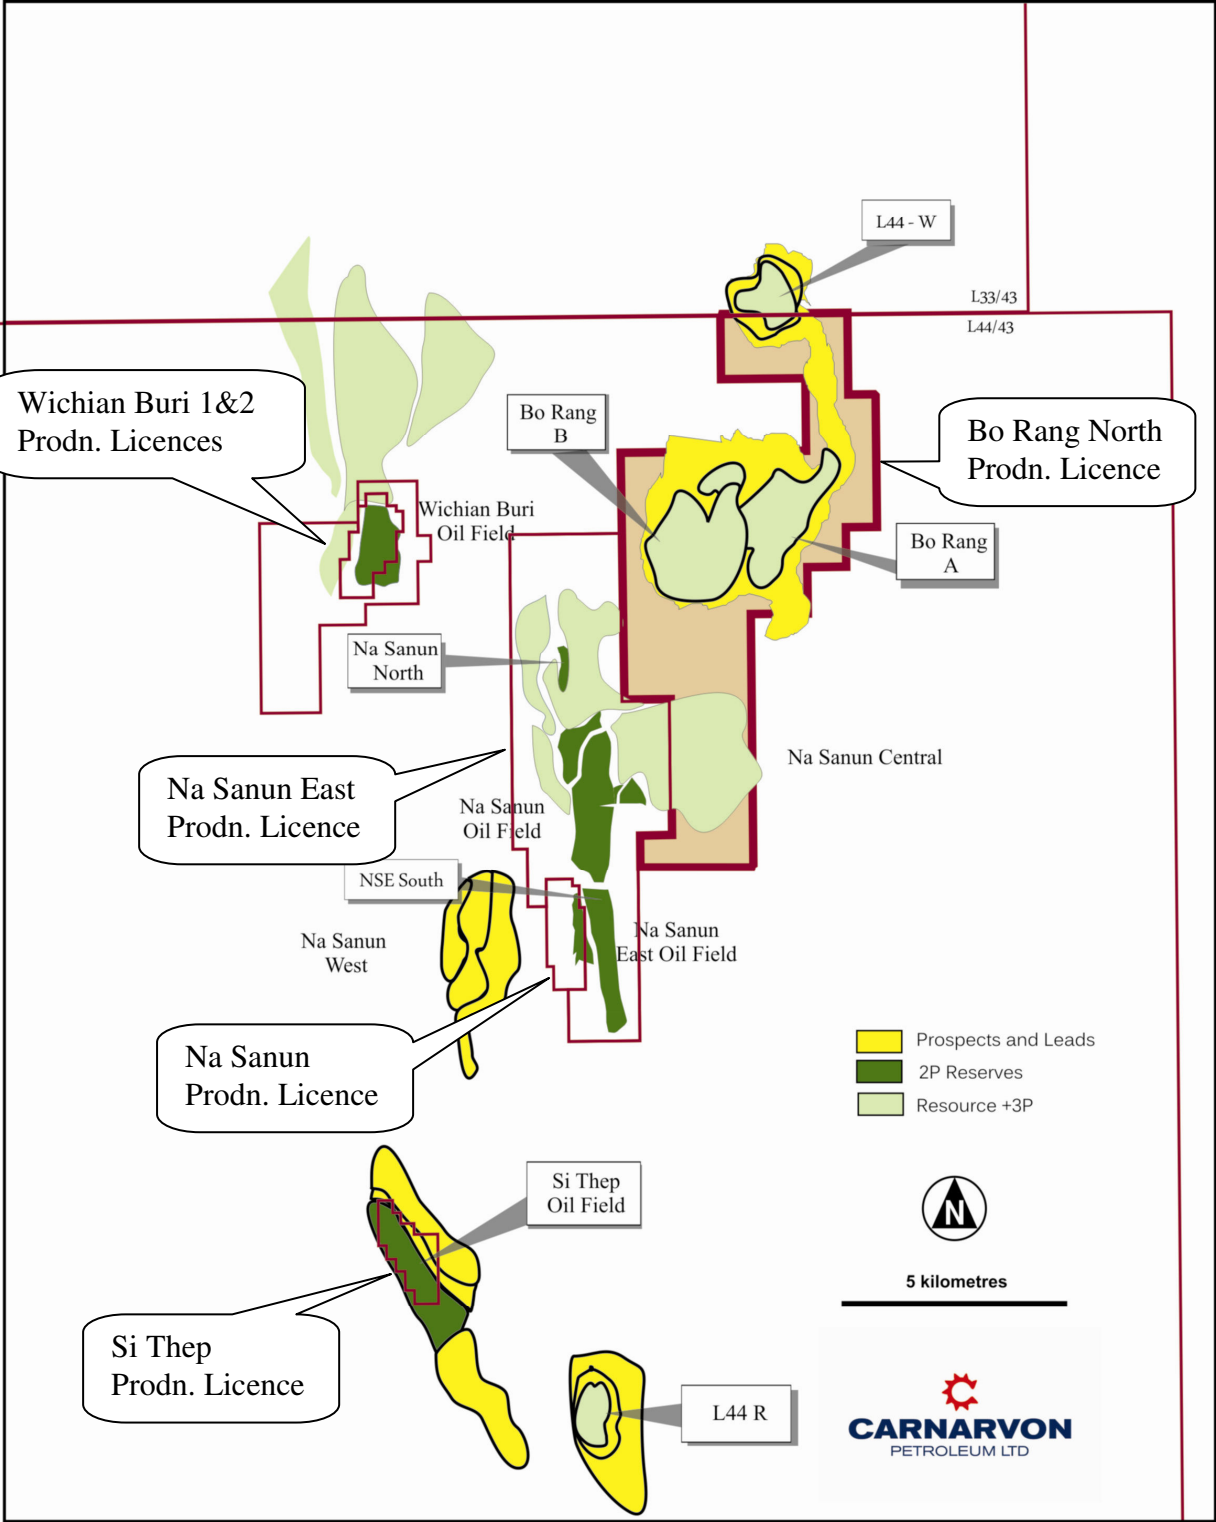 L44 - W
L33/43
L44/43
Wichian Buri 1&2
Prodn. Licences
Bo Rang
B
Bo Rang North
Prodn. Licence
Wichian Buri
Oil Field
Bo Rang
A
Na Sanun
North
Na Sanun Central
Na Sanun East
Prodn. Licence
Na Sanun
Oil Field
NSE South
Na Sanun
West
Na Sanun
East Oil Field
Na Sanun
Prodn. Licence
Prospects and Leads
2P Reserves
Resource +3P
Si Thep
Oil Field
N
5 kilometres
Si Thep
Prodn. Licence
L44 R
CARNARVON
PETROLEUM LTD